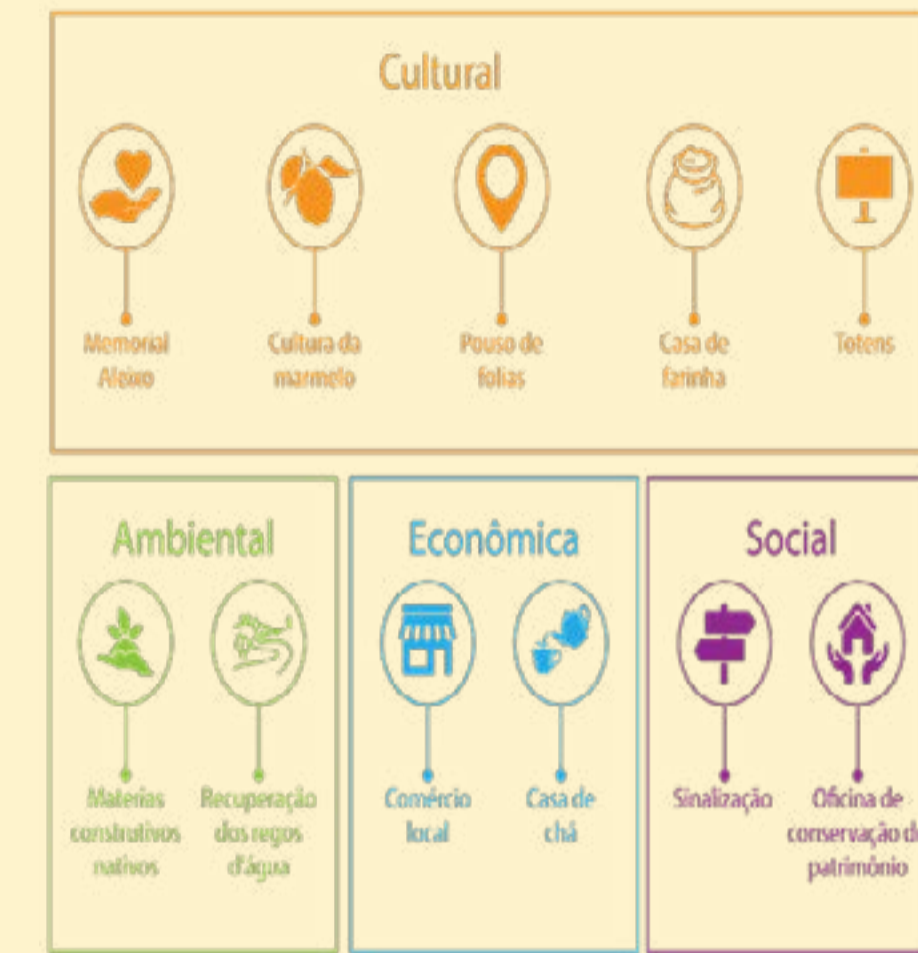 Cultural
Memorial
Aleixo
Cultura da
marmelo
Pouso de
folias
Casa de
farinha
Totens
Ambiental
Materias
construtivos
nativos
Recuperação
dos regos
d'água
Econômica
Comércio
local
Casa de
chá
Social
Sinalização
Oficina de
conservação d
patrimônio